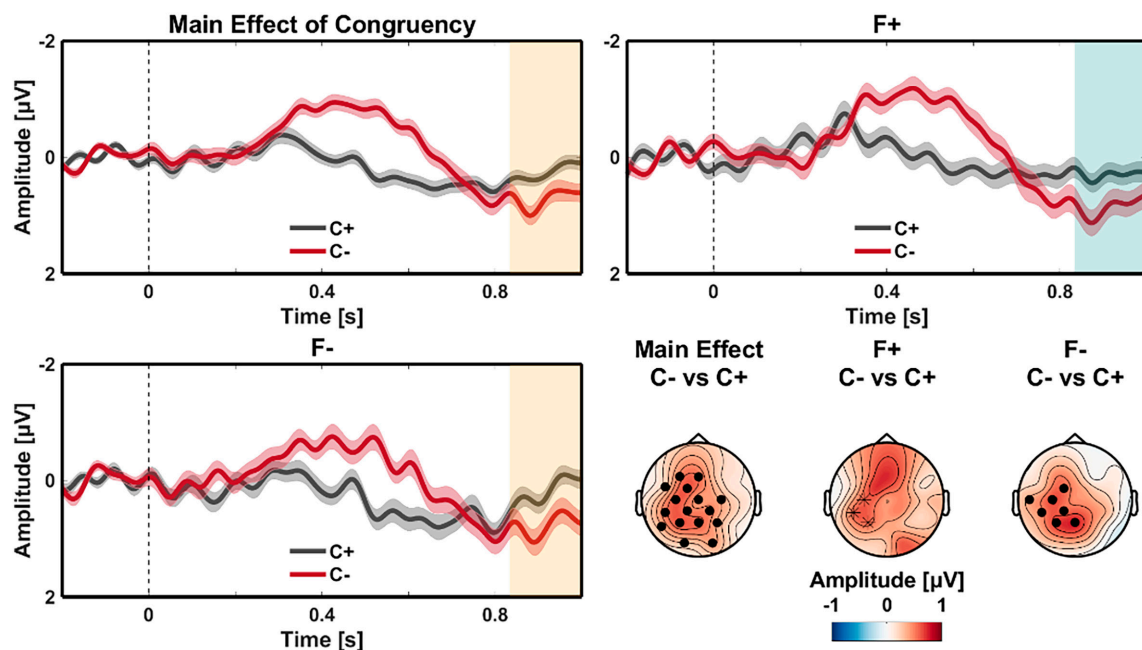 Main Effect of Congruency
-2
0
2
Amplitude [µV]
C+
C-
0
0.4
0.8
Time [s]
F+
-2
0
2
C+
C-
0
0.4
0.8
Time [s]
F-
-2
0
2
Amplitude [µV]
C+
C-
0
0.4
0.8
Time [s]
Main Effect
C- vs C+
F+
C- vs C+
F-
C- vs C+
Amplitude [µV]
-1 0 1